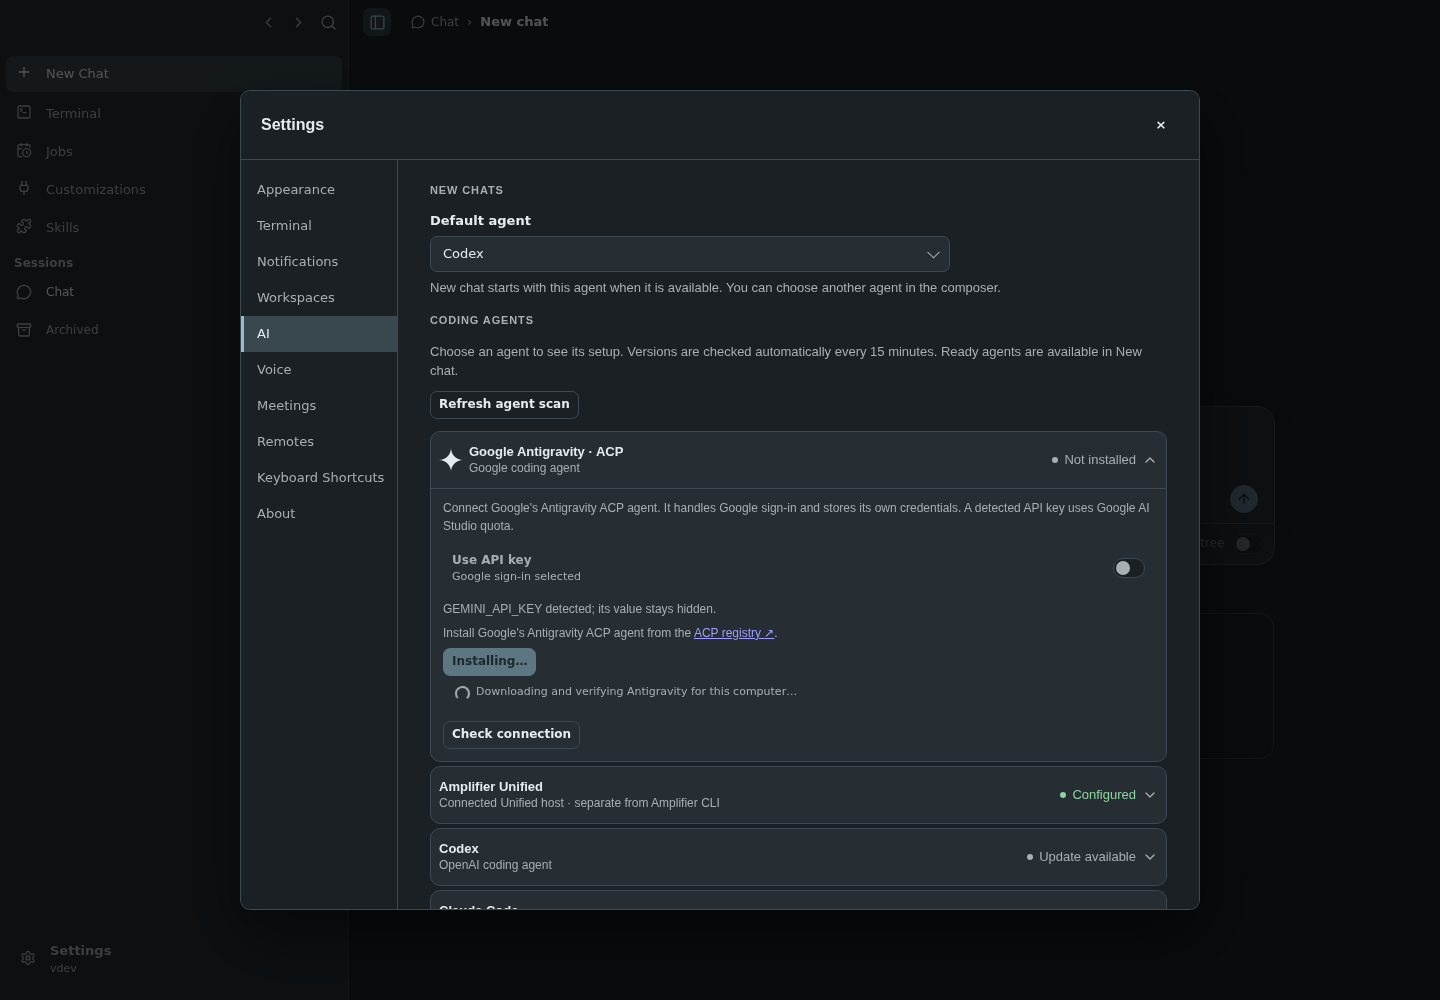 Chat › New chat
New Chat
Terminal
Jobs
Customizations
Skills
Sessions
Chat
Archived
Settings
vdev
Settings
×
Appearance
Terminal
Notifications
Workspaces
AI
Voice
Meetings
Remotes
Keyboard Shortcuts
About
NEW CHATS
Default agent
Codex
New chat starts with this agent when it is available. You can choose another agent in the composer.
CODING AGENTS
Choose an agent to see its setup. Versions are checked automatically every 15 minutes. Ready agents are available in New
chat.
Refresh agent scan
Google Antigravity · ACP
Google coding agent
Not installed
Connect Google's Antigravity ACP agent. It handles Google sign-in and stores its own credentials. A detected API key uses Google AI
Studio quota.
Use API key
Google sign-in selected
GEMINI_API_KEY detected; its value stays hidden.
Install Google's Antigravity ACP agent from the ACP registry ↗.
Installing…
Downloading and verifying Antigravity for this computer…
Check connection
Amplifier Unified
Connected Unified host · separate from Amplifier CLI
Configured
Codex
OpenAI coding agent
Update available
Claude Code
tree